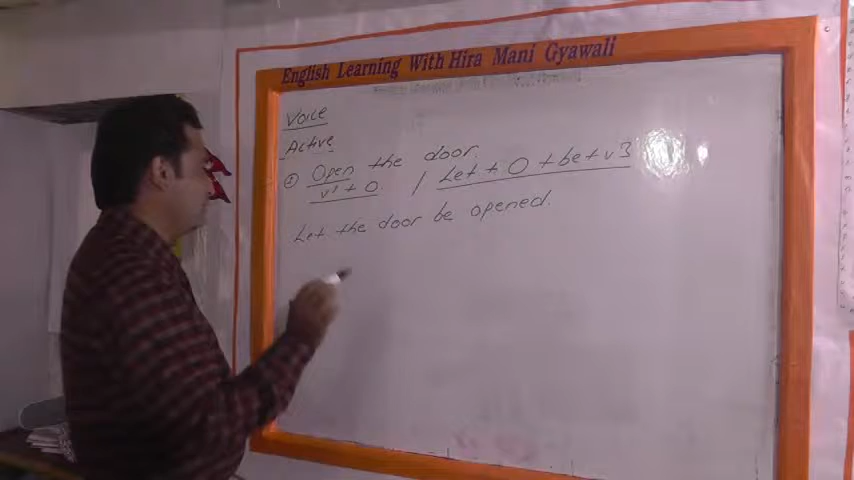 English Learning With Hira Mani Gyawali
Voice
Active
① Open the door.
v¹ + O. / Let + O + be + v3
Let the door be opened.